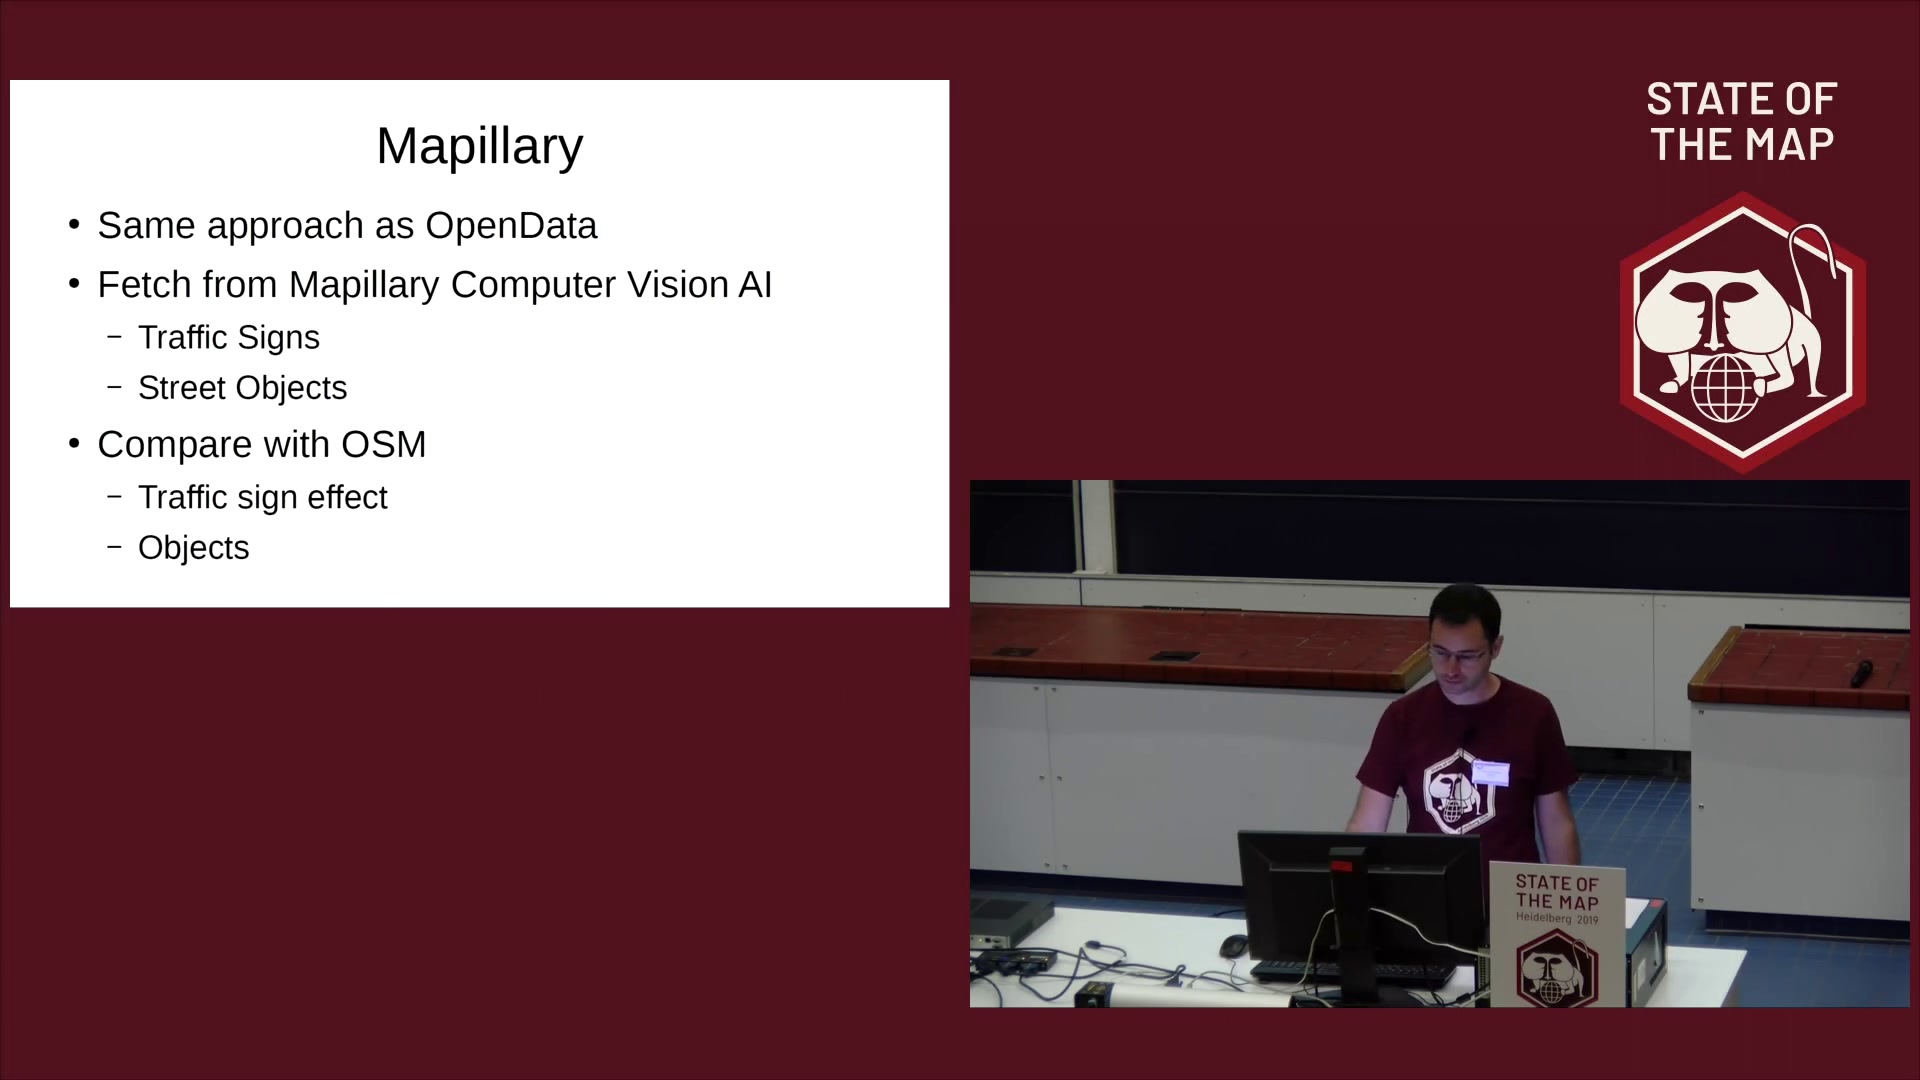 Mapillary
• Same approach as OpenData
• Fetch from Mapillary Computer Vision AI
– Traffic Signs
– Street Objects
• Compare with OSM
– Traffic sign effect
– Objects
STATE OF
THE MAP
STATE OF
THE MAP
Heidelberg 2019